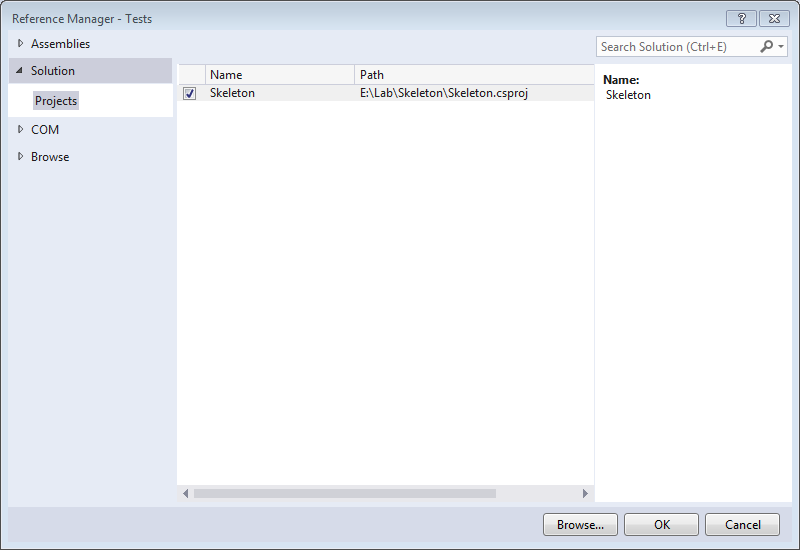 Reference Manager - Tests
?
Assemblies
Solution
Projects
COM
Browse
Search Solution (Ctrl+E)
Name Path
Skeleton E:\Lab\Skeleton\Skeleton.csproj
Name:
Skeleton
Browse... OK Cancel